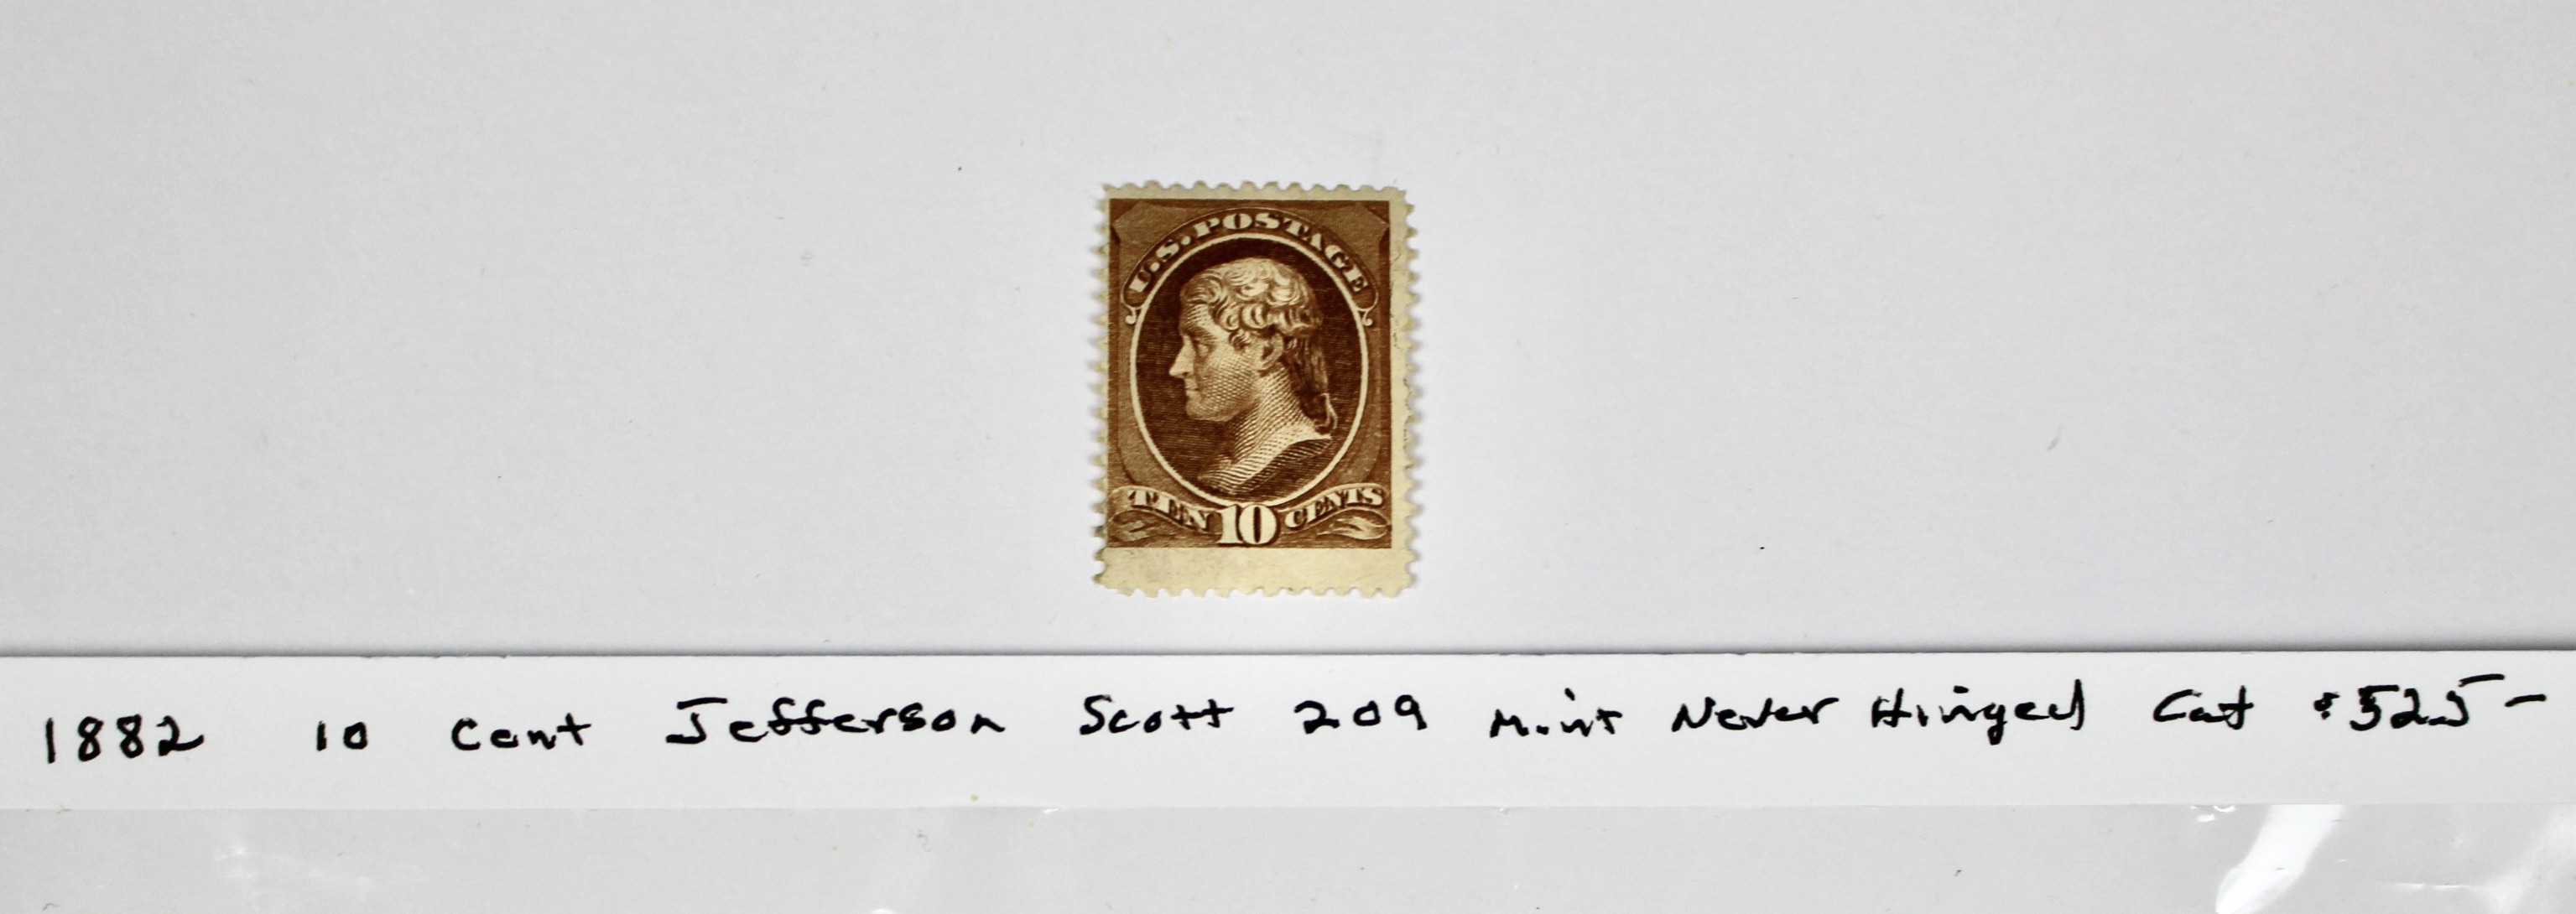 U.S. POSTAGE
TEN 10 CENTS
1882 10 Cent Jefferson Scott 209 Mint Never Hinged Cat $525-